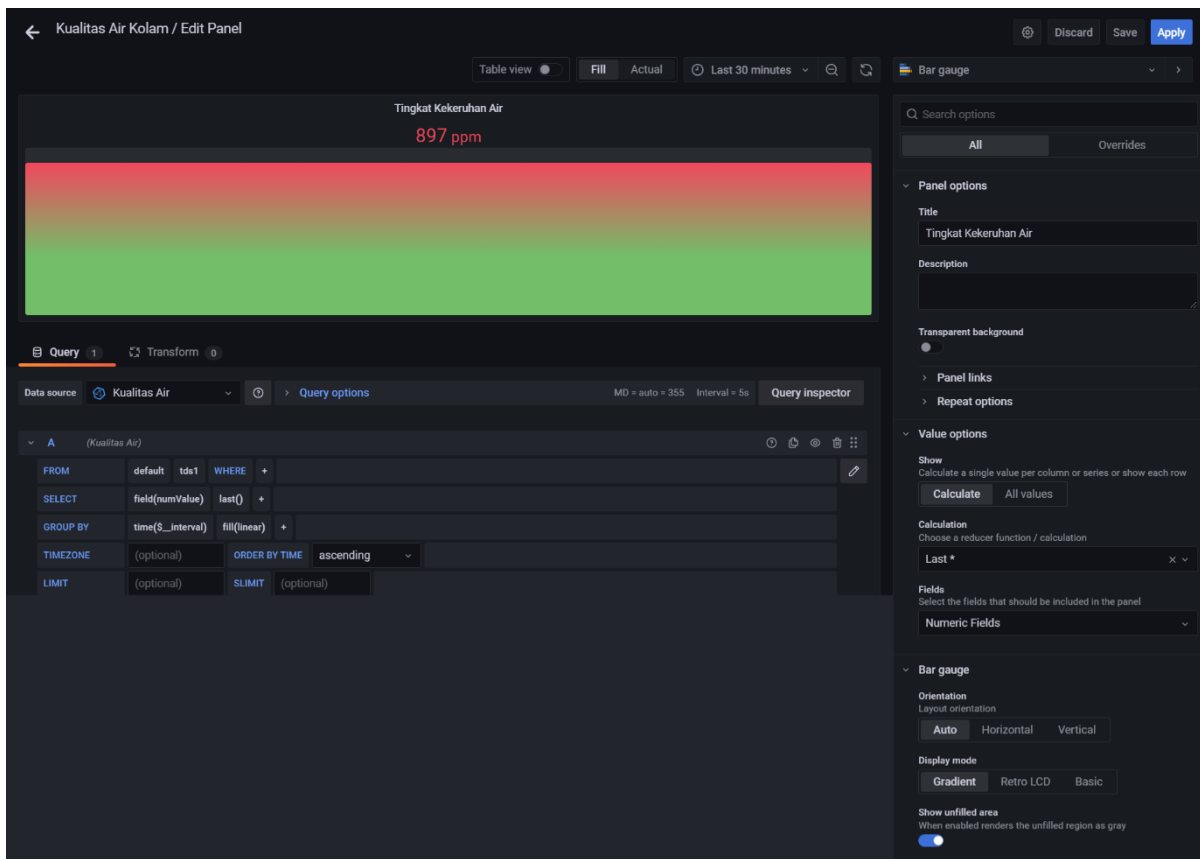 Kualitas Air Kolam / Edit Panel
Discard Save Apply
Table view Fill Actual Last 30 minutes Bar gauge
Tingkat Kekeruhan Air
897 ppm
Search options
All Overrides
Panel options
Title
Tingkat Kekeruhan Air
Description
Transparent background
Panel links
Repeat options
Value options
Show
Calculate a single value per column or series or show each row
Calculate All values
Calculation
Choose a reducer function / calculation
Last *
Fields
Select the fields that should be included in the panel
Numeric Fields
Bar gauge
Orientation
Layout orientation
Auto Horizontal Vertical
Display mode
Gradient Retro LCD Basic
Show unfilled area
When enabled renders the unfilled region as gray
Query 1 Transform 0
Data source Kualitas Air Query options MD = auto = 355 Interval = 5s Query inspector
A (Kualitas Air)
FROM default tds1 WHERE +
SELECT field(numValue) last() +
GROUP BY time($__interval) fill(linear) +
TIMEZONE (optional) ORDER BY TIME ascending
LIMIT (optional) SLIMIT (optional)